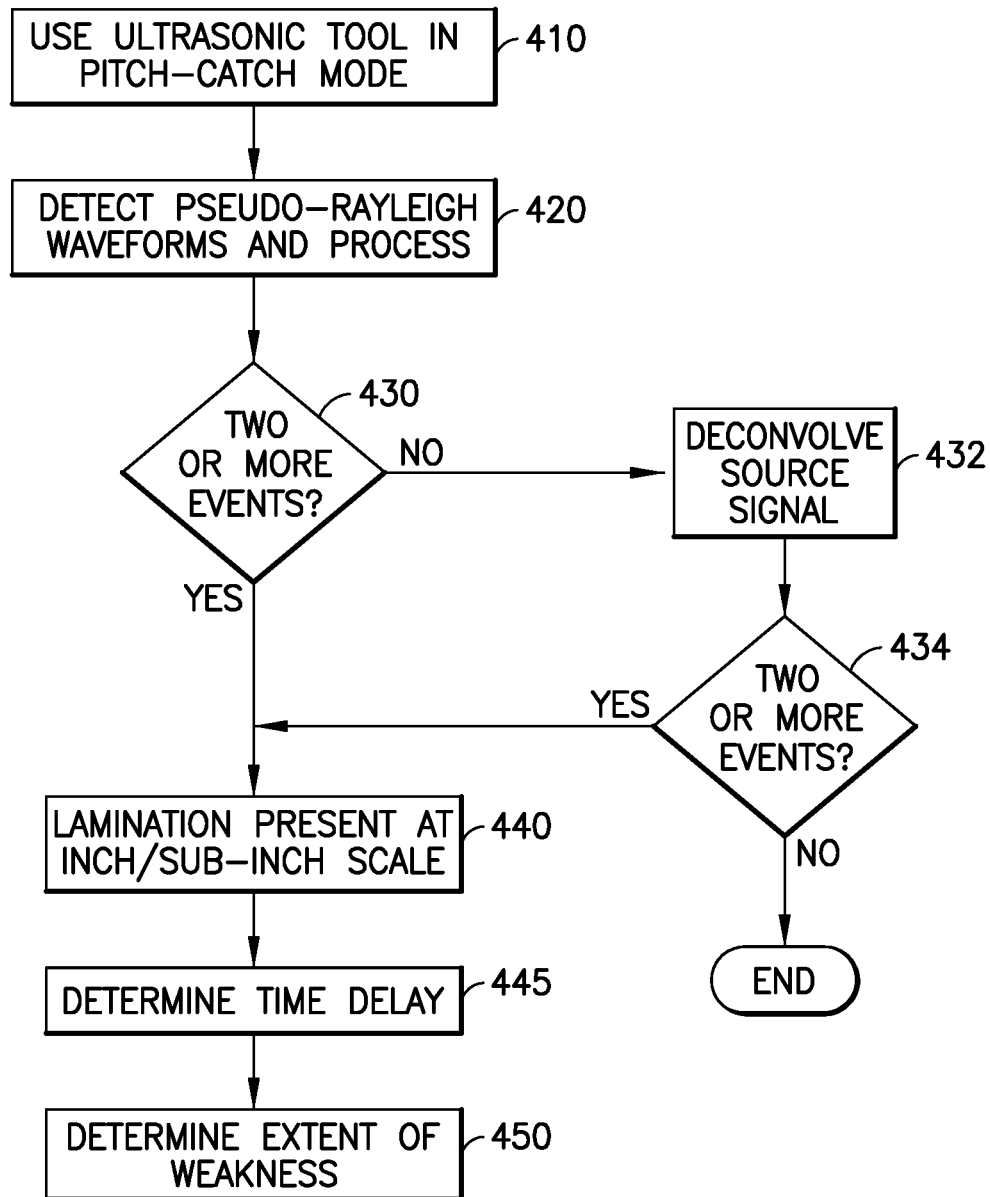 USE ULTRASONIC TOOL IN
PITCH-CATCH MODE
410
DETECT PSEUDO-RAYLEIGH
WAVEFORMS AND PROCESS
420
TWO
OR MORE
EVENTS?
430
NO
YES
DECONVOLVE
SOURCE
SIGNAL
432
TWO
OR MORE
EVENTS?
434
YES
NO
END
LAMINATION PRESENT AT
INCH/SUB-INCH SCALE
440
DETERMINE TIME DELAY
445
DETERMINE EXTENT OF
WEAKNESS
450